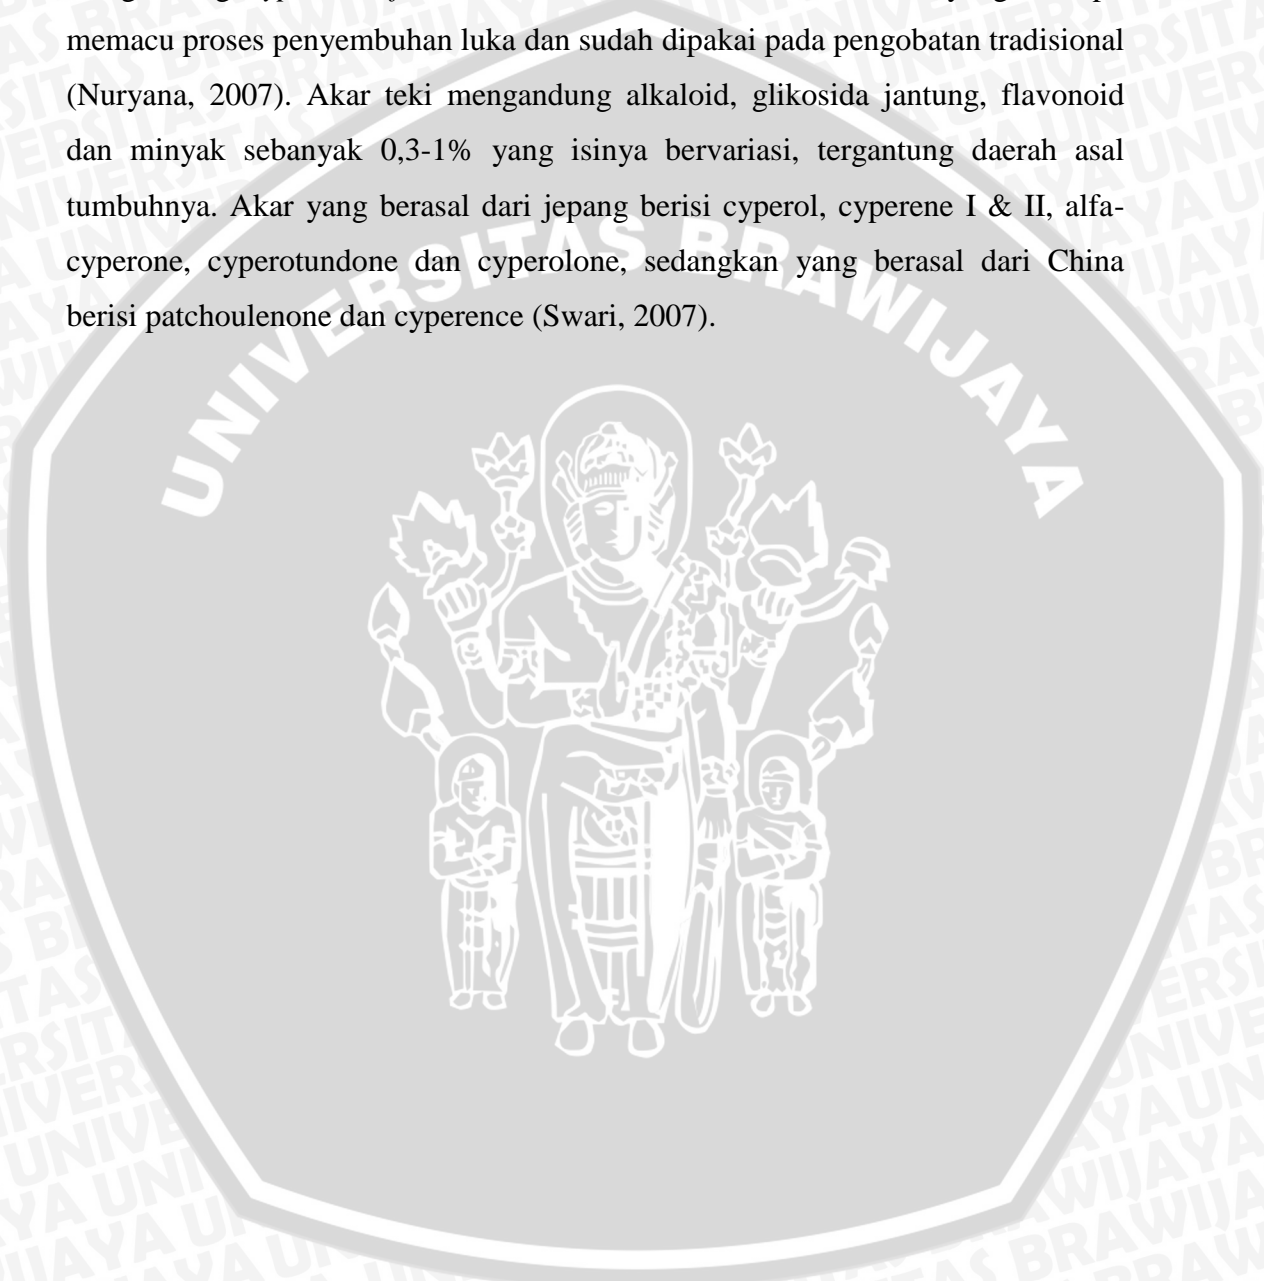 memacu proses penyembuhan luka dan sudah dipakai pada pengobatan tradisional
(Nuryana, 2007). Akar teki mengandung alkaloid, glikosida jantung, flavonoid
dan minyak sebanyak 0,3-1% yang isinya bervariasi, tergantung daerah asal
tumbuhnya. Akar yang berasal dari jepang berisi cyperol, cyperene I & II, alfa-
cyperone, cyperotundone dan cyperolone, sedangkan yang berasal dari China
berisi patchoulenone dan cyperence (Swari, 2007).
UNIVERSITAS BRAWIJAYA